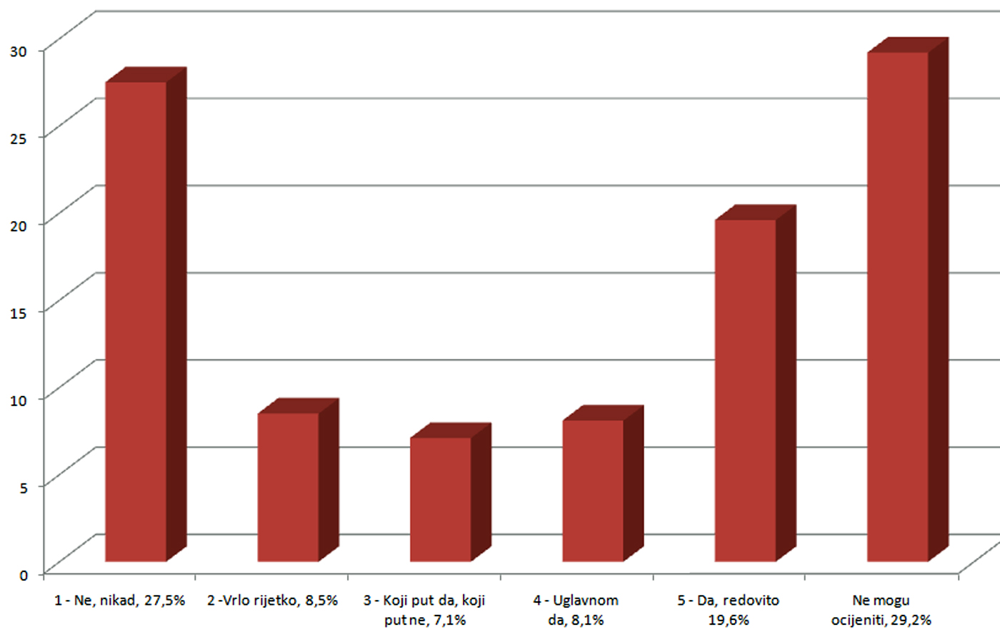 30
25
20
15
10
5
0
1 - Ne, nikad, 27,5%
2 -Vrlo rijetko, 8,5%
3 - Koji put da, koji
put ne, 7,1%
4 - Uglavnom
da, 8,1%
5 - Da, redovito
19,6%
Ne mogu
ocijeniti, 29,2%